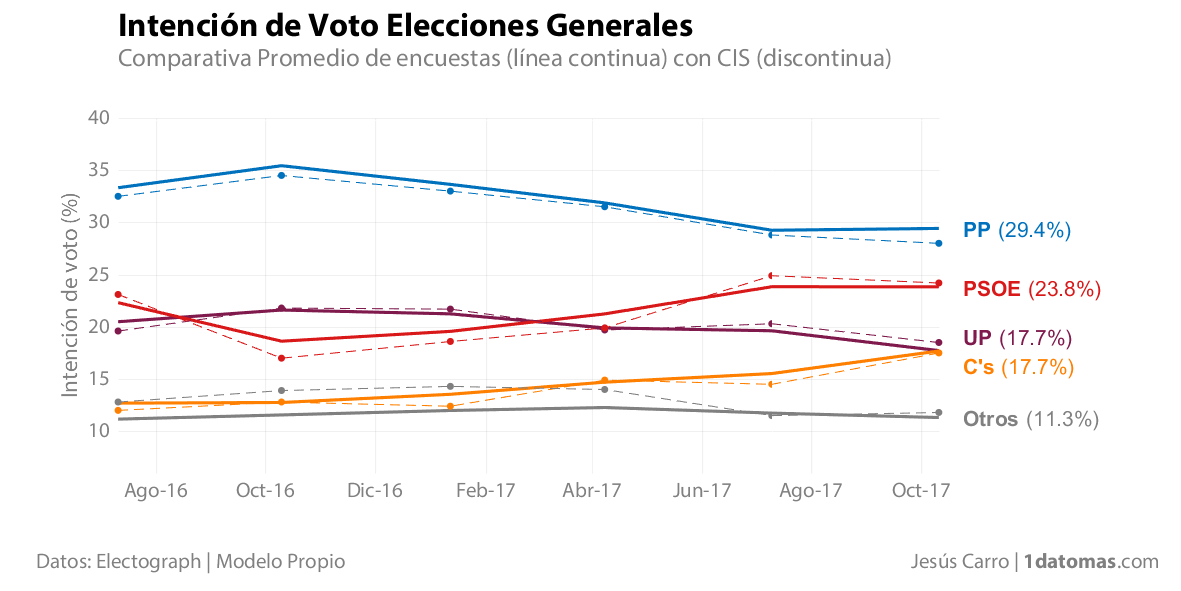 Intención de Voto Elecciones Generales
Comparativa Promedio de encuestas (línea continua) con CIS (discontinua)
40
35
30
25
20
15
10
Intención de voto (%)
PP (29.4%)
PSOE (23.8%)
UP (17.7%)
C's (17.7%)
Otros (11.3%)
Ago-16 Oct-16 Dic-16 Feb-17 Abr-17 Jun-17 Ago-17 Oct-17
Datos: Electograph | Modelo Propio
Jesús Carro | 1datomas.com